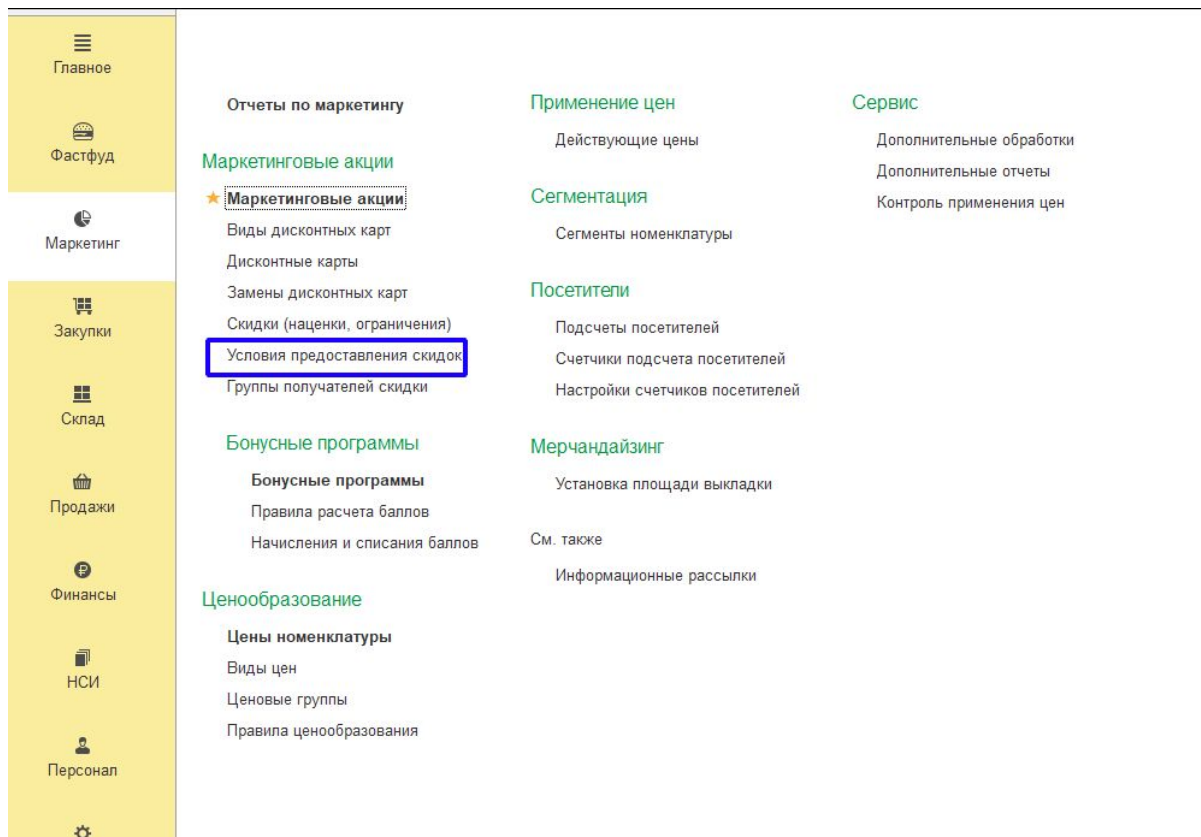 Главное
Фастфуд
Маркетинг
Закупки
Склад
Продажи
Финансы
НСИ
Персонал
Отчеты по маркетингу
Маркетинговые акции
Маркетинговые акции
Виды дисконтных карт
Дисконтные карты
Замены дисконтных карт
Скидки (наценки, ограничения)
Условия предоставления скидок
Группы получателей скидки
Бонусные программы
Бонусные программы
Правила расчета баллов
Начисления и списания баллов
Ценообразование
Цены номенклатуры
Виды цен
Ценовые группы
Правила ценообразования
Применение цен
Действующие цены
Сегментация
Сегменты номенклатуры
Посетители
Подсчеты посетителей
Счетчики подсчета посетителей
Настройки счетчиков посетителей
Мерчандайзинг
Установка площади выкладки
См. также
Информационные рассылки
Сервис
Дополнительные обработки
Дополнительные отчеты
Контроль применения цен